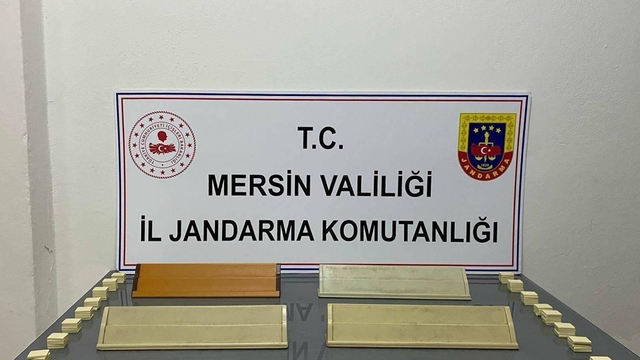 T.C.
MERSİN VALİLİĞİ
İL JANDARMA KOMUTANLIĞI
JANDARMA